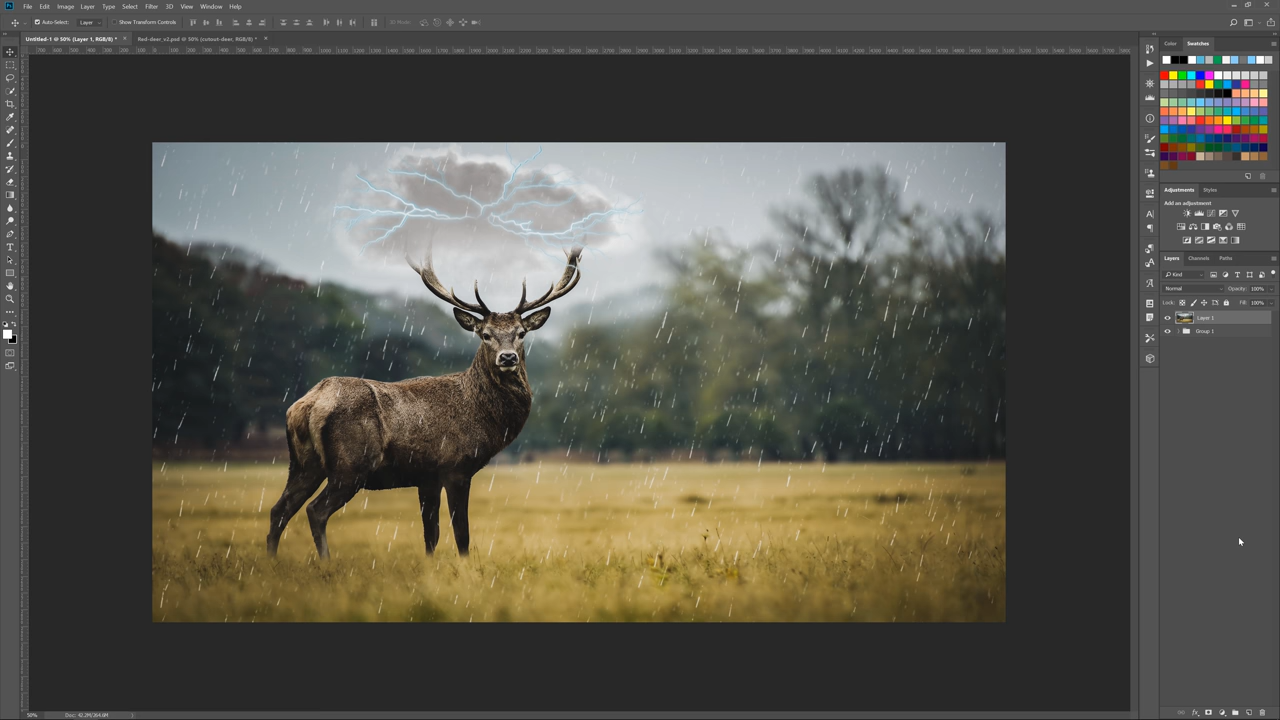 File Edit Image Layer Type Select Filter 3D View Window Help
Auto-Select: Layer Show Transform Controls 3D Mode:
Untitled-1 @ 50% (Layer 1, RGB/8) * × Red-deer_v2.psd @ 50% (cutout-deer, RGB/8) * ×
Color Swatches
Adjustments Styles
Add an adjustment
Layers Channels Paths
Kind
Normal Opacity: 100%
Lock: Fill: 100%
Layer 1
Group 1
50% Doc: 42.2M/364.6M